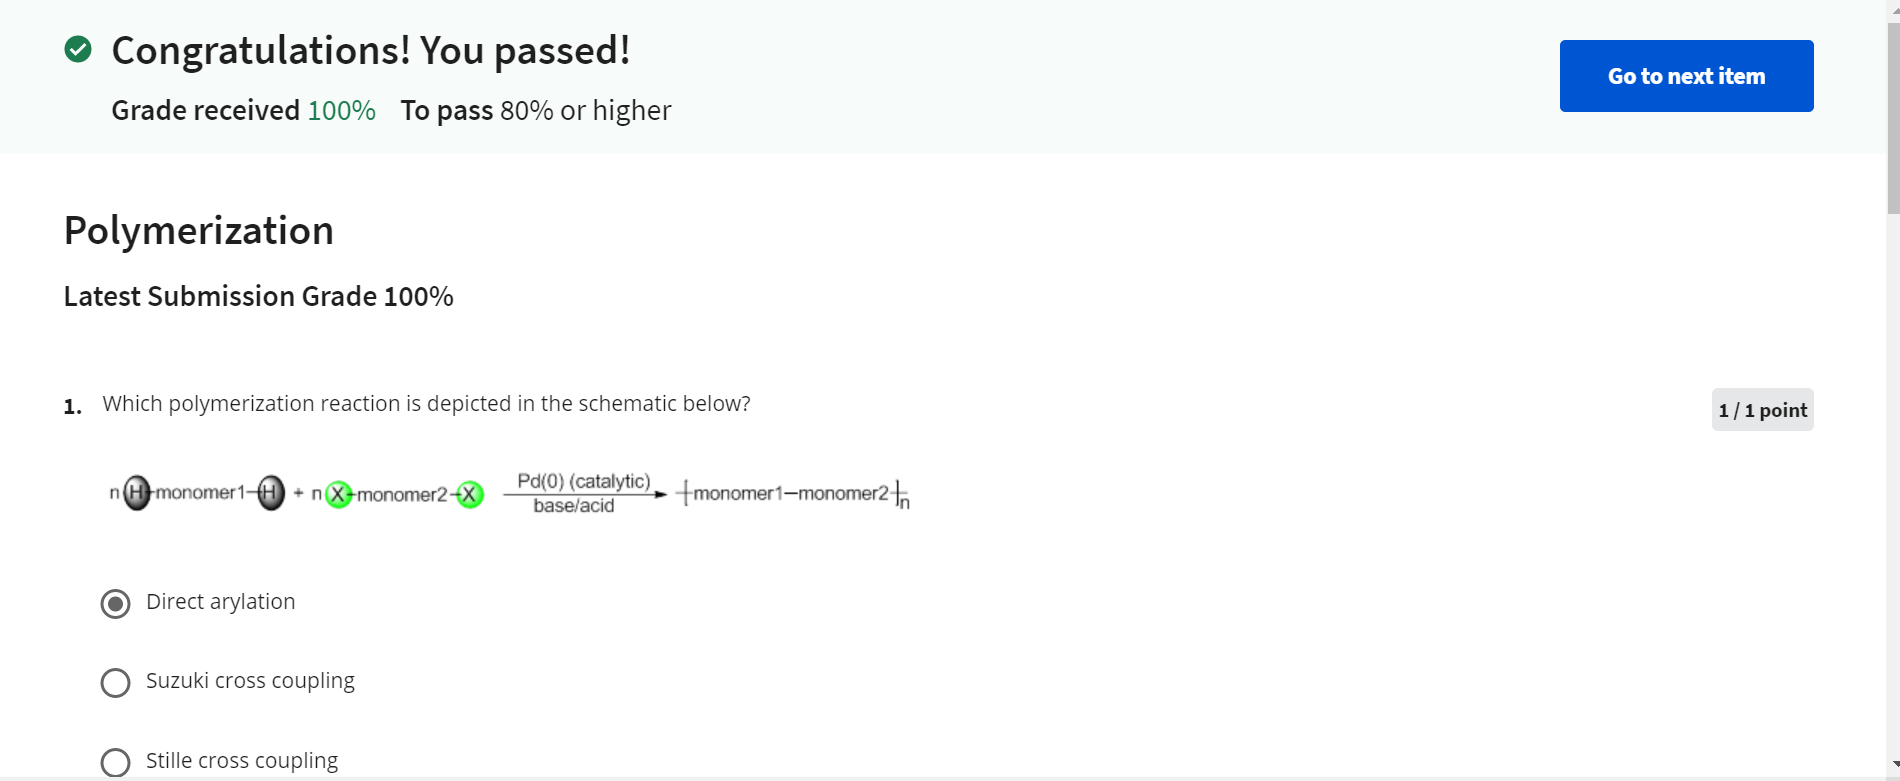 Congratulations! You passed!
Go to next item
Grade received 100% To pass 80% or higher
Polymerization
Latest Submission Grade 100%
1. Which polymerization reaction is depicted in the schematic below?
1 / 1 point
n H-monomer1-H + n X-monomer2-X Pd(0) (catalytic) base/acid [monomer1-monomer2]n
Direct arylation
Suzuki cross coupling
Stille cross coupling